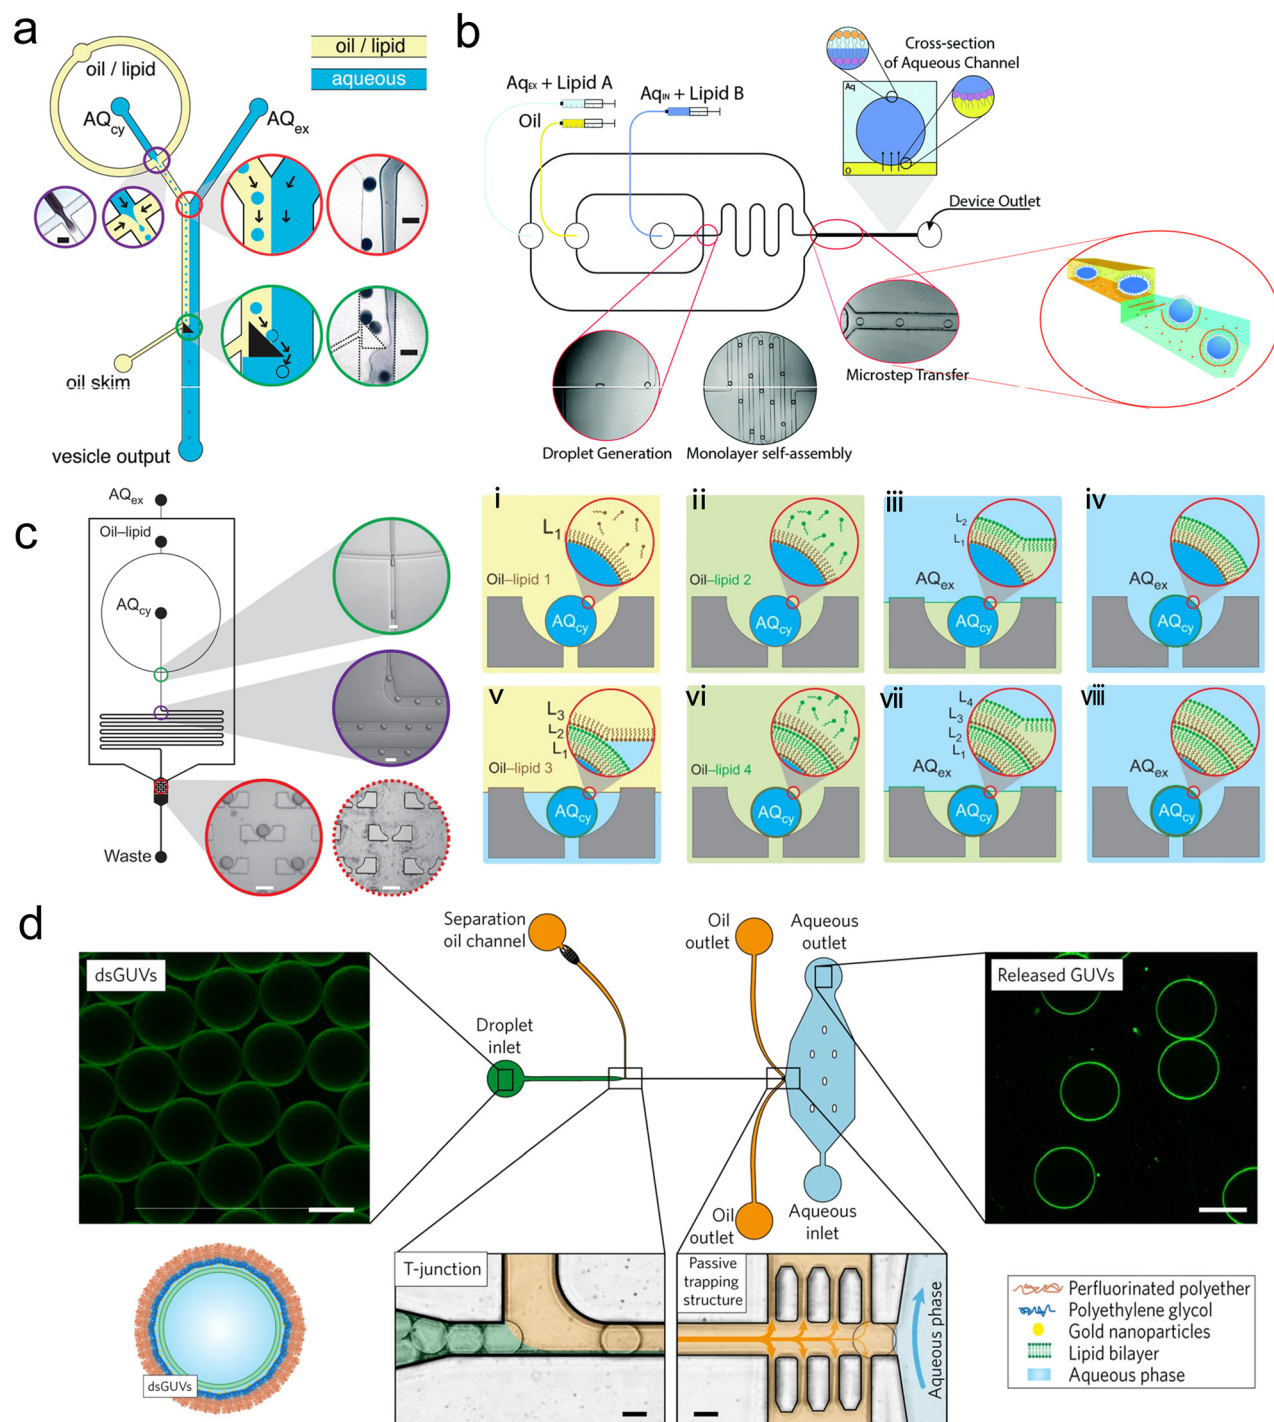 a
oil / lipid
oil / lipid
aqueous
AQcy
AQex
oil skim
vesicle output
b
AqEX + Lipid A
AqIN + Lipid B
Oil
Cross-section
of Aqueous Channel
Aq
O
Device Outlet
Microstep Transfer
Droplet Generation
Monolayer self-assembly
c
AQex
Oil–lipid
AQcy
Waste
i
L1
Oil–lipid 1
AQcy
ii
Oil–lipid 2
AQcy
iii
L2
L1
AQex
AQcy
iv
AQex
AQcy
v
L3
L2
L1
Oil–lipid 3
AQcy
vi
Oil–lipid 4
AQcy
vii
L4
L3
L2
L1
AQex
AQcy
viii
AQex
AQcy
d
dsGUVs
Separation
oil channel
Droplet
inlet
Oil
outlet
Aqueous
outlet
Released GUVs
Oil
outlet
Aqueous
inlet
T-junction
Passive
trapping
structure
Aqueous phase
dsGUVs
Perfluorinated polyether
Polyethylene glycol
Gold nanoparticles
Lipid bilayer
Aqueous phase